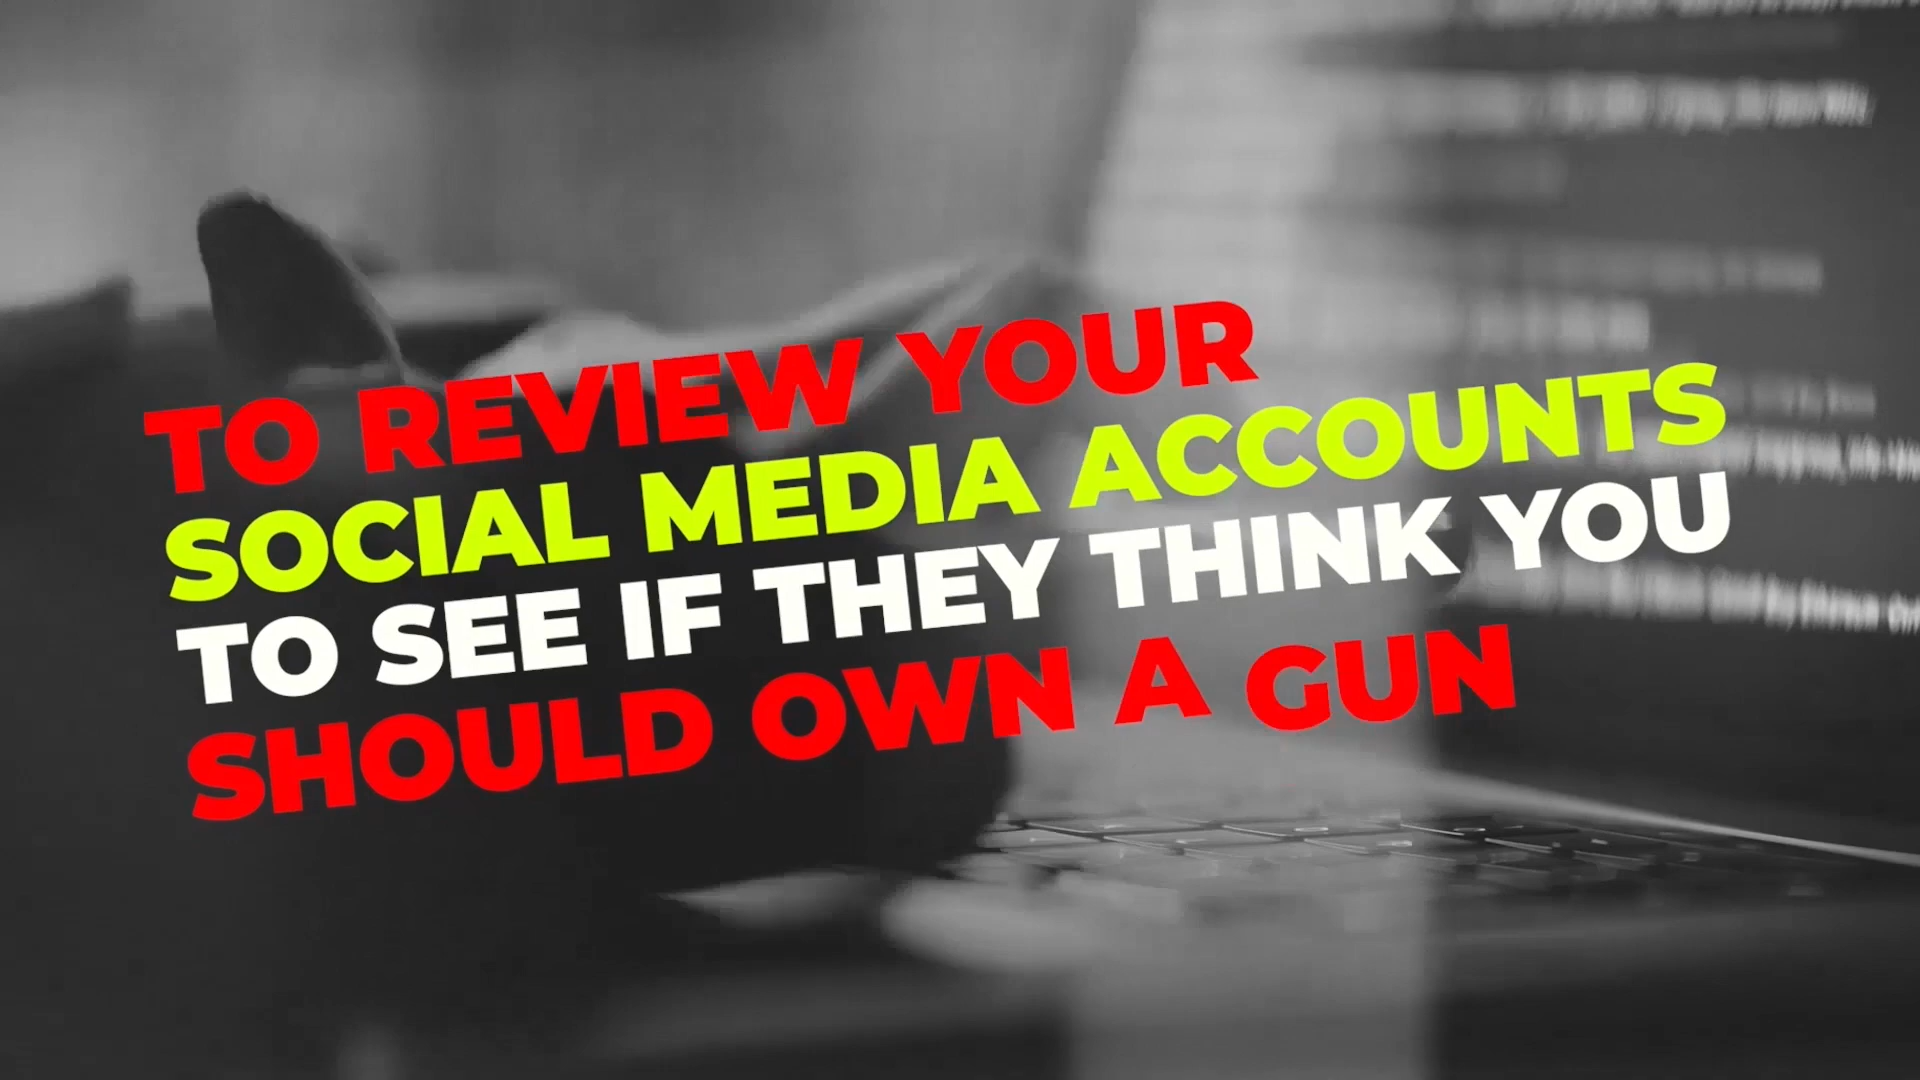 TO REVIEW YOUR
SOCIAL MEDIA ACCOUNTS
TO SEE IF THEY THINK YOU
SHOULD OWN A GUN